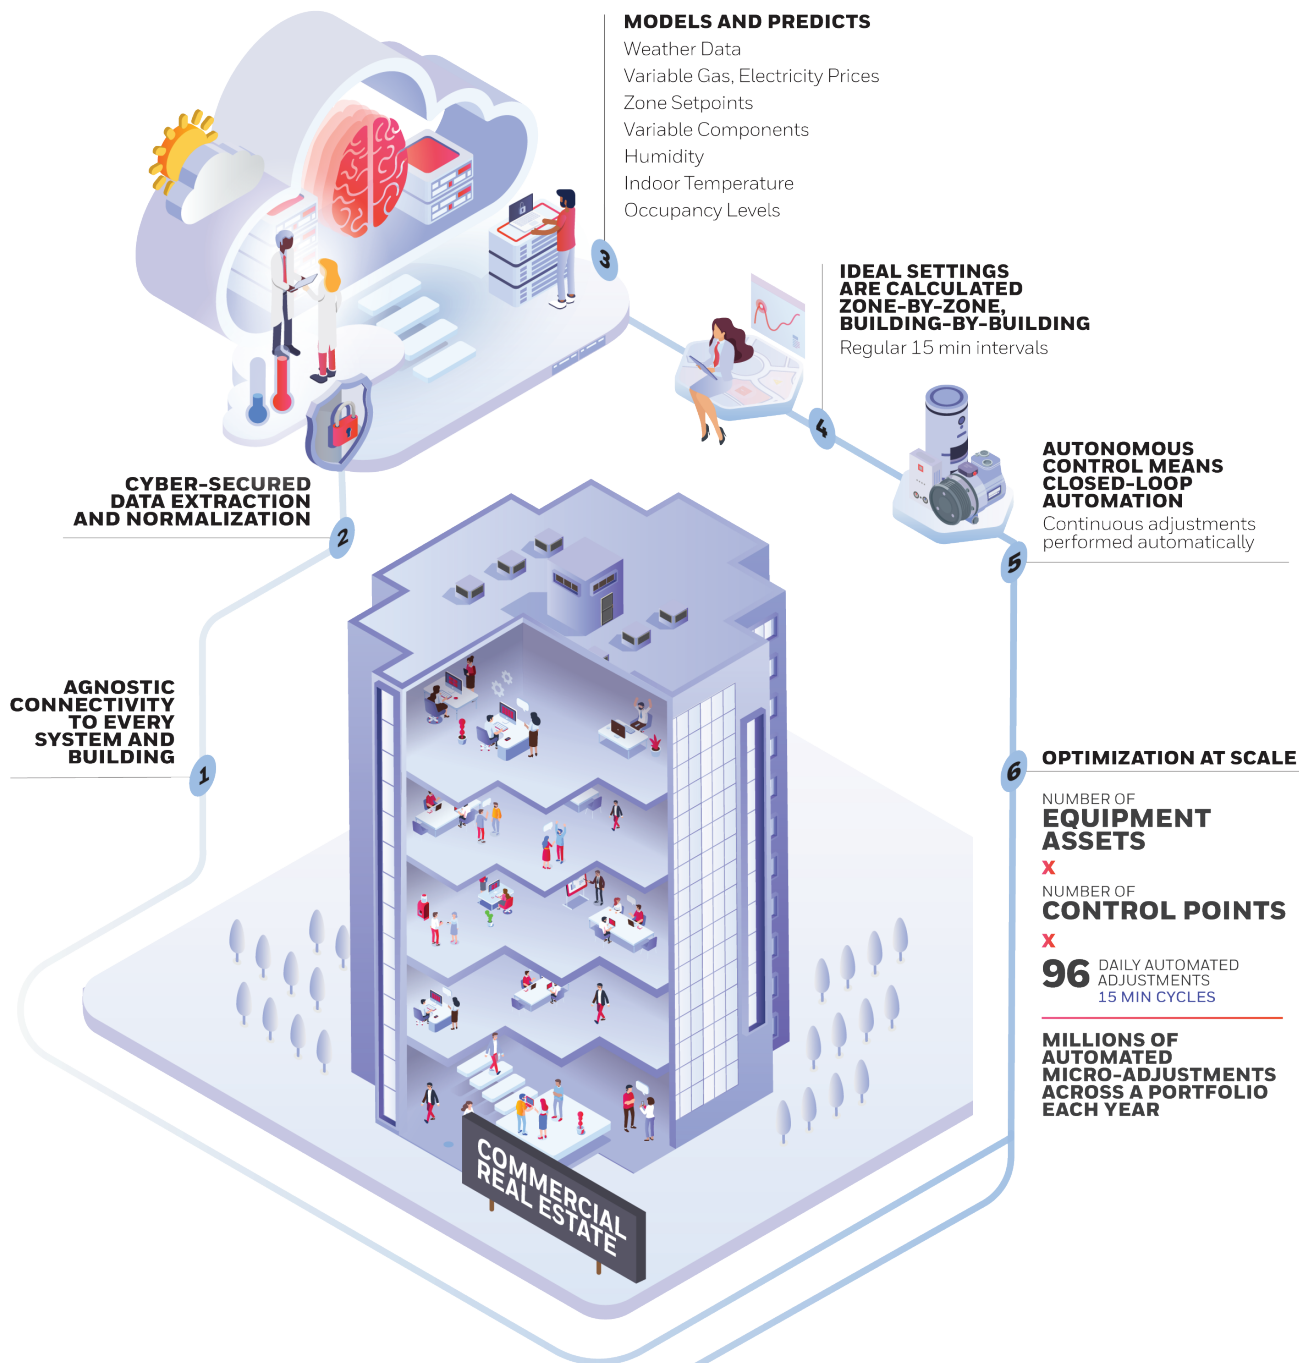 MODELS AND PREDICTS
Weather Data
Variable Gas, Electricity Prices
Zone Setpoints
Variable Components
Humidity
Indoor Temperature
Occupancy Levels
3
IDEAL SETTINGS
ARE CALCULATED
ZONE-BY-ZONE,
BUILDING-BY-BUILDING
Regular 15 min intervals
4
AUTONOMOUS
CONTROL MEANS
CLOSED-LOOP
AUTOMATION
Continuous adjustments
performed automatically
5
CYBER-SECURED
DATA EXTRACTION
AND NORMALIZATION
2
AGNOSTIC
CONNECTIVITY
TO EVERY
SYSTEM AND
BUILDING
1
6
OPTIMIZATION AT SCALE
NUMBER OF
EQUIPMENT
ASSETS
X
NUMBER OF
CONTROL POINTS
X
96 DAILY AUTOMATED
ADJUSTMENTS
15 MIN CYCLES
MILLIONS OF
AUTOMATED
MICRO-ADJUSTMENTS
ACROSS A PORTFOLIO
EACH YEAR
COMMERCIAL
REAL ESTATE